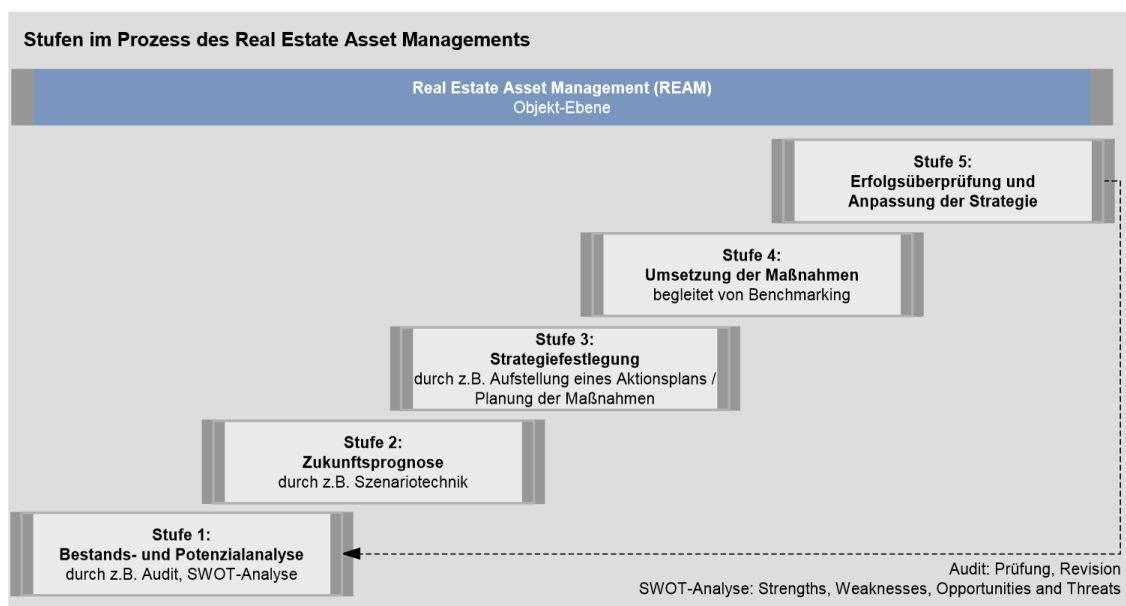 Stufen im Prozess des Real Estate Asset Managements
Real Estate Asset Management (REAM)
Objekt-Ebene
Stufe 5:
Erfolgsüberprüfung und
Anpassung der Strategie
Stufe 4:
Umsetzung der Maßnahmen
begleitet von Benchmarking
Stufe 3:
Strategiefestlegung
durch z.B. Aufstellung eines Aktionsplans /
Planung der Maßnahmen
Stufe 2:
Zukunftsprognose
durch z.B. Szenariotechnik
Stufe 1:
Bestands- und Potenzialanalyse
durch z.B. Audit, SWOT-Analyse
Audit: Prüfung, Revision
SWOT-Analyse: Strengths, Weaknesses, Opportunities and Threats